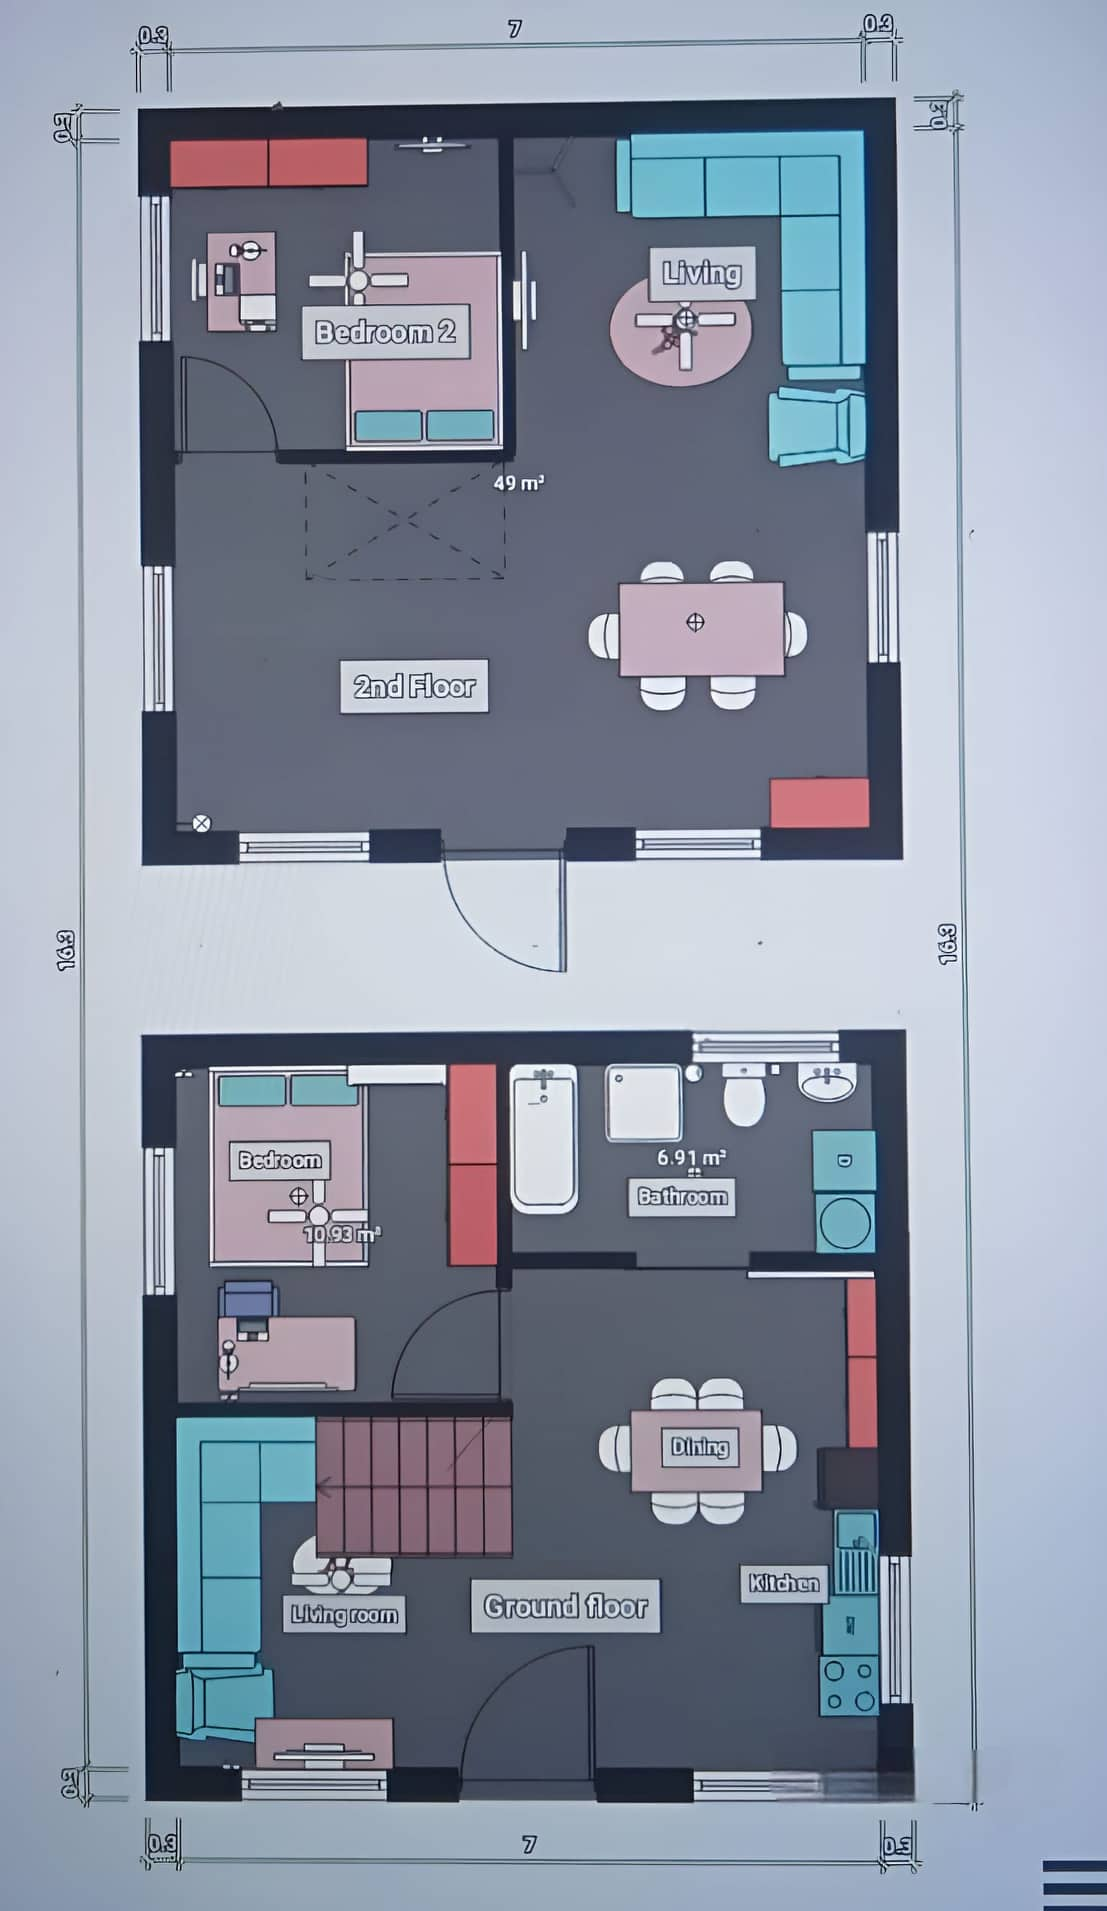 0.3
7
0.3
0.3
0.3
Living
Bedroom 2
49 m²
2nd Floor
16.3
16.3
Bedroom
10.93 m²
6.91 m²
Bathroom
D
Dining
Kitchen
Living room
Ground floor
0.3
0.3
7
0.3